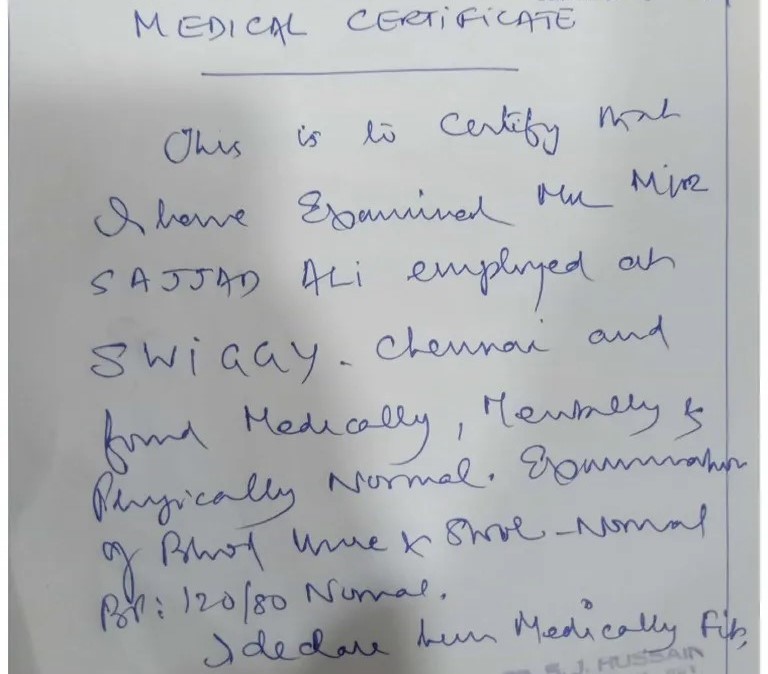 MEDICAL CERTIFICATE
This is to Certify that
I have Examined Mr Mirz
SAJJAD ALi employed at
SWiGGY - Chennai and
found Medically, Mentally &
Physically Normal. Examination
of Blood Urine & Stool - Normal
BP: 120/80 Normal.
I declare him Medically Fit,
S. J. HUSSAIN